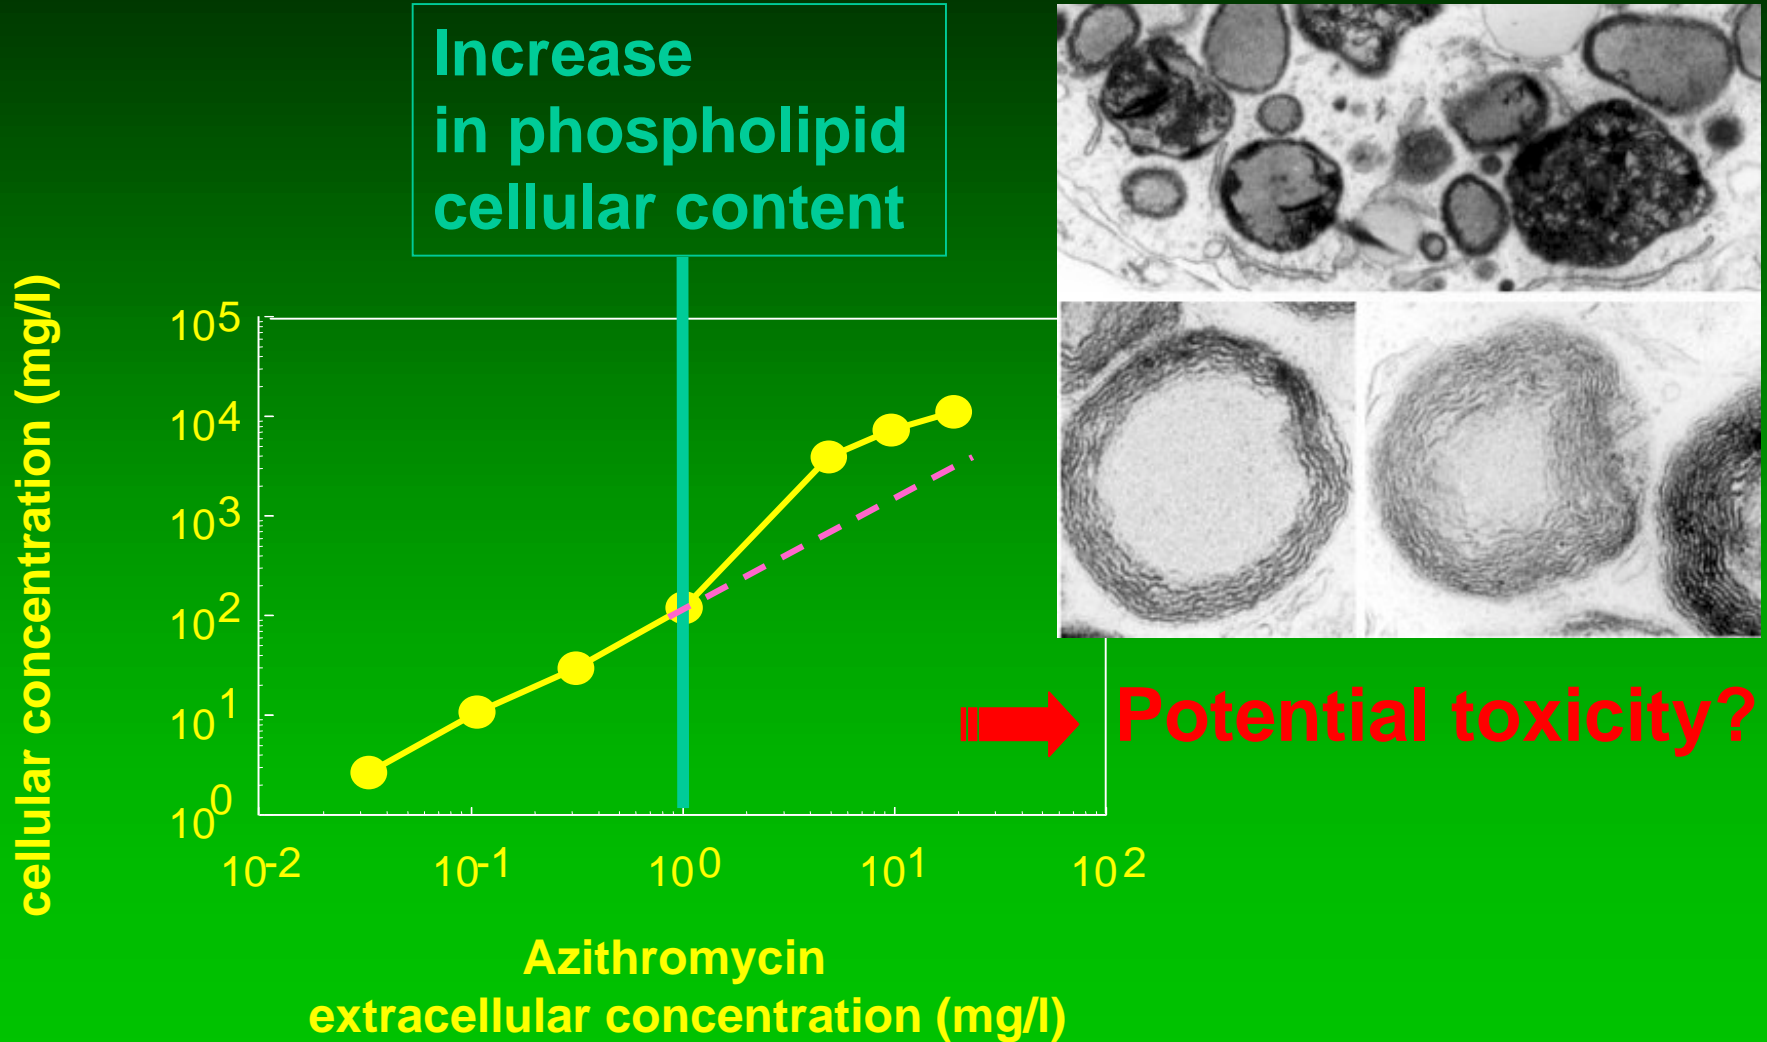 Increase
in phospholipid
cellular content
cellular concentration (mg/l)
10⁵
10⁴
10³
10²
10¹
10⁰
10⁻² 10⁻¹ 10⁰ 10¹ 10²
Azithromycin
extracellular concentration (mg/l)
Potential toxicity?